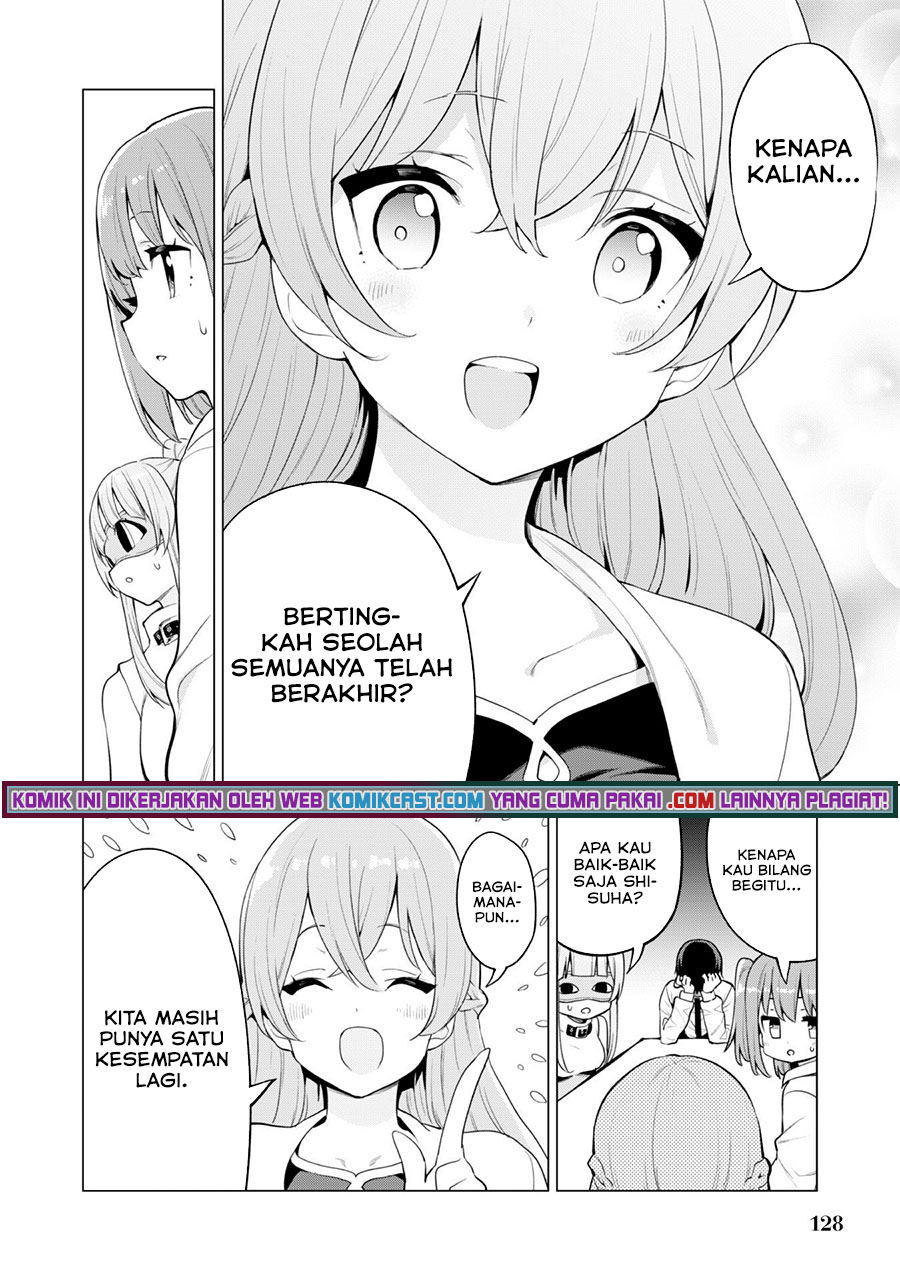 KENAPA
KALIAN...
BERTING-
KAH SEOLAH
SEMUANYA TELAH
BERAKHIR?
KOMIK INI DIKERJAKAN OLEH WEB KOMIKCAST.COM YANG CUMA PAKAI .COM LAINNYA PLAGIAT!
KENAPA
KAU BILANG
BEGITU...
APA KAU
BAIK-BAIK
SAJA SHI-
SUHA?
BAGAI-
MANA-
PUN...
KITA MASIH
PUNYA SATU
KESEMPATAN
LAGI.
128